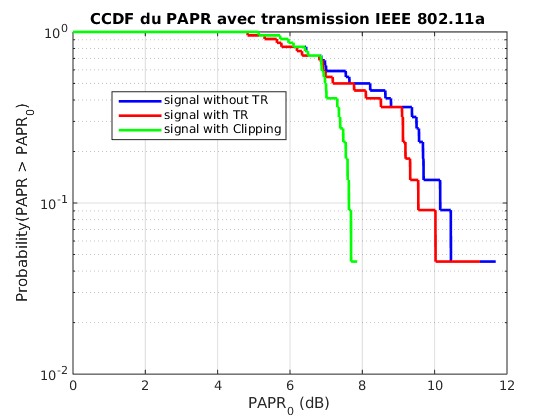 CCDF du PAPR avec transmission IEEE 802.11a
10^0
signal without TR
signal with TR
signal with Clipping
Probability(PAPR > PAPR_0)
10^-1
10^-2
0 2 4 6 8 10 12
PAPR_0 (dB)